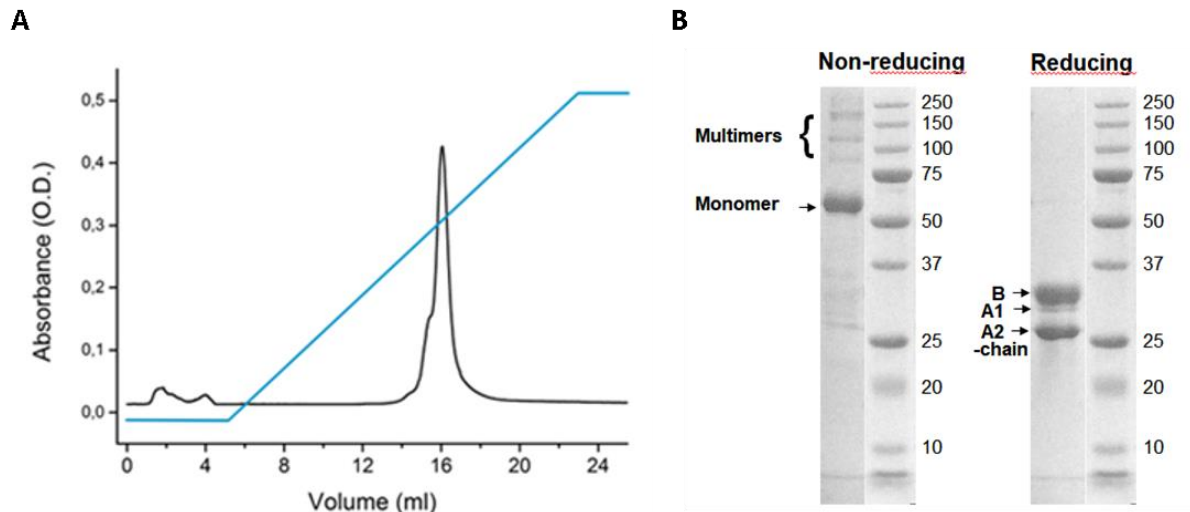 A
Absorbance (O.D.)
0,5
0,4
0,3
0,2
0,1
0,0
0 4 8 12 16 20 24
Volume (ml)
B
Non-reducing
Reducing
Multimers {
Monomer
250
150
100
75
50
37
25
20
10
B
A1
A2
-chain
250
150
100
75
50
37
25
20
10